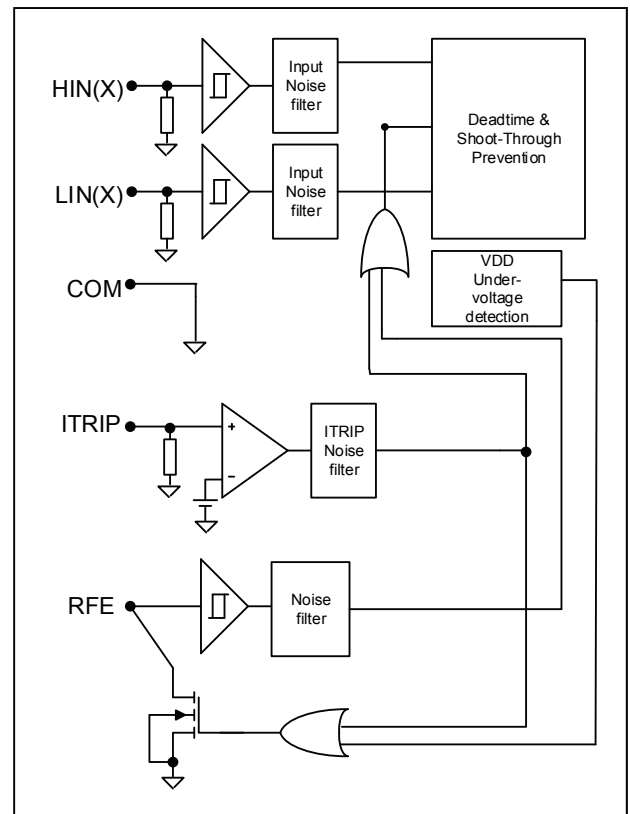 HIN(X)
Input
Noise
filter
Deadtime &
Shoot-Through
Prevention
LIN(X)
Input
Noise
filter
VDD
Under-
voltage
detection
COM
ITRIP
+
−
ITRIP
Noise
filter
RFE
Noise
filter